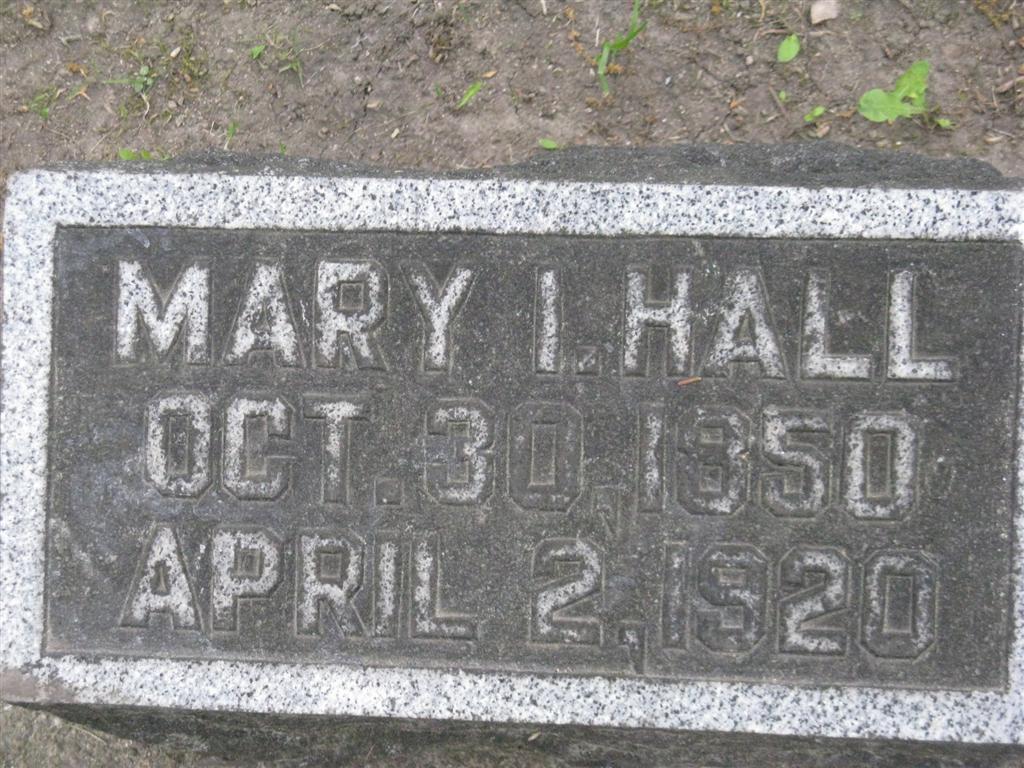 MARY I. HALL
OCT. 30, 1850
APRIL 2, 1920